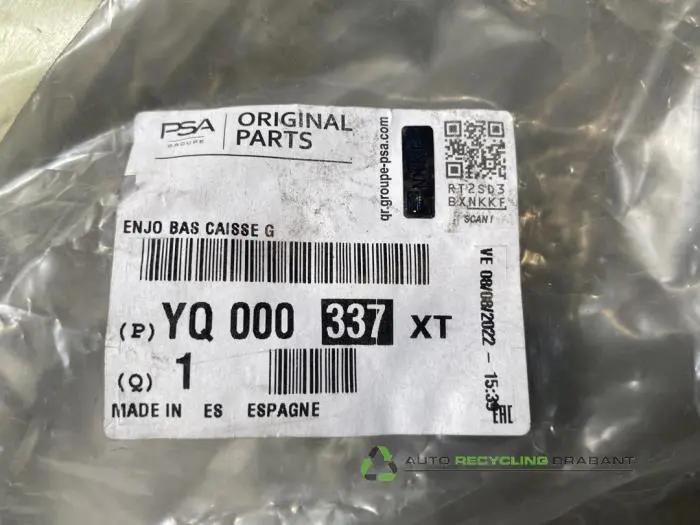 PSA
GROUPE
ORIGINAL
PARTS
qr.groupe-psa.com
RT2SD3
BXNKKF
SCAN!
ENJO BAS CAISSE G
(P) YQ 000 337 XT
(Q) 1
MADE IN ES ESPAGNE
VE 08/08/2022 - 15:39
EAC
AUTO RECYCLING BRABANT